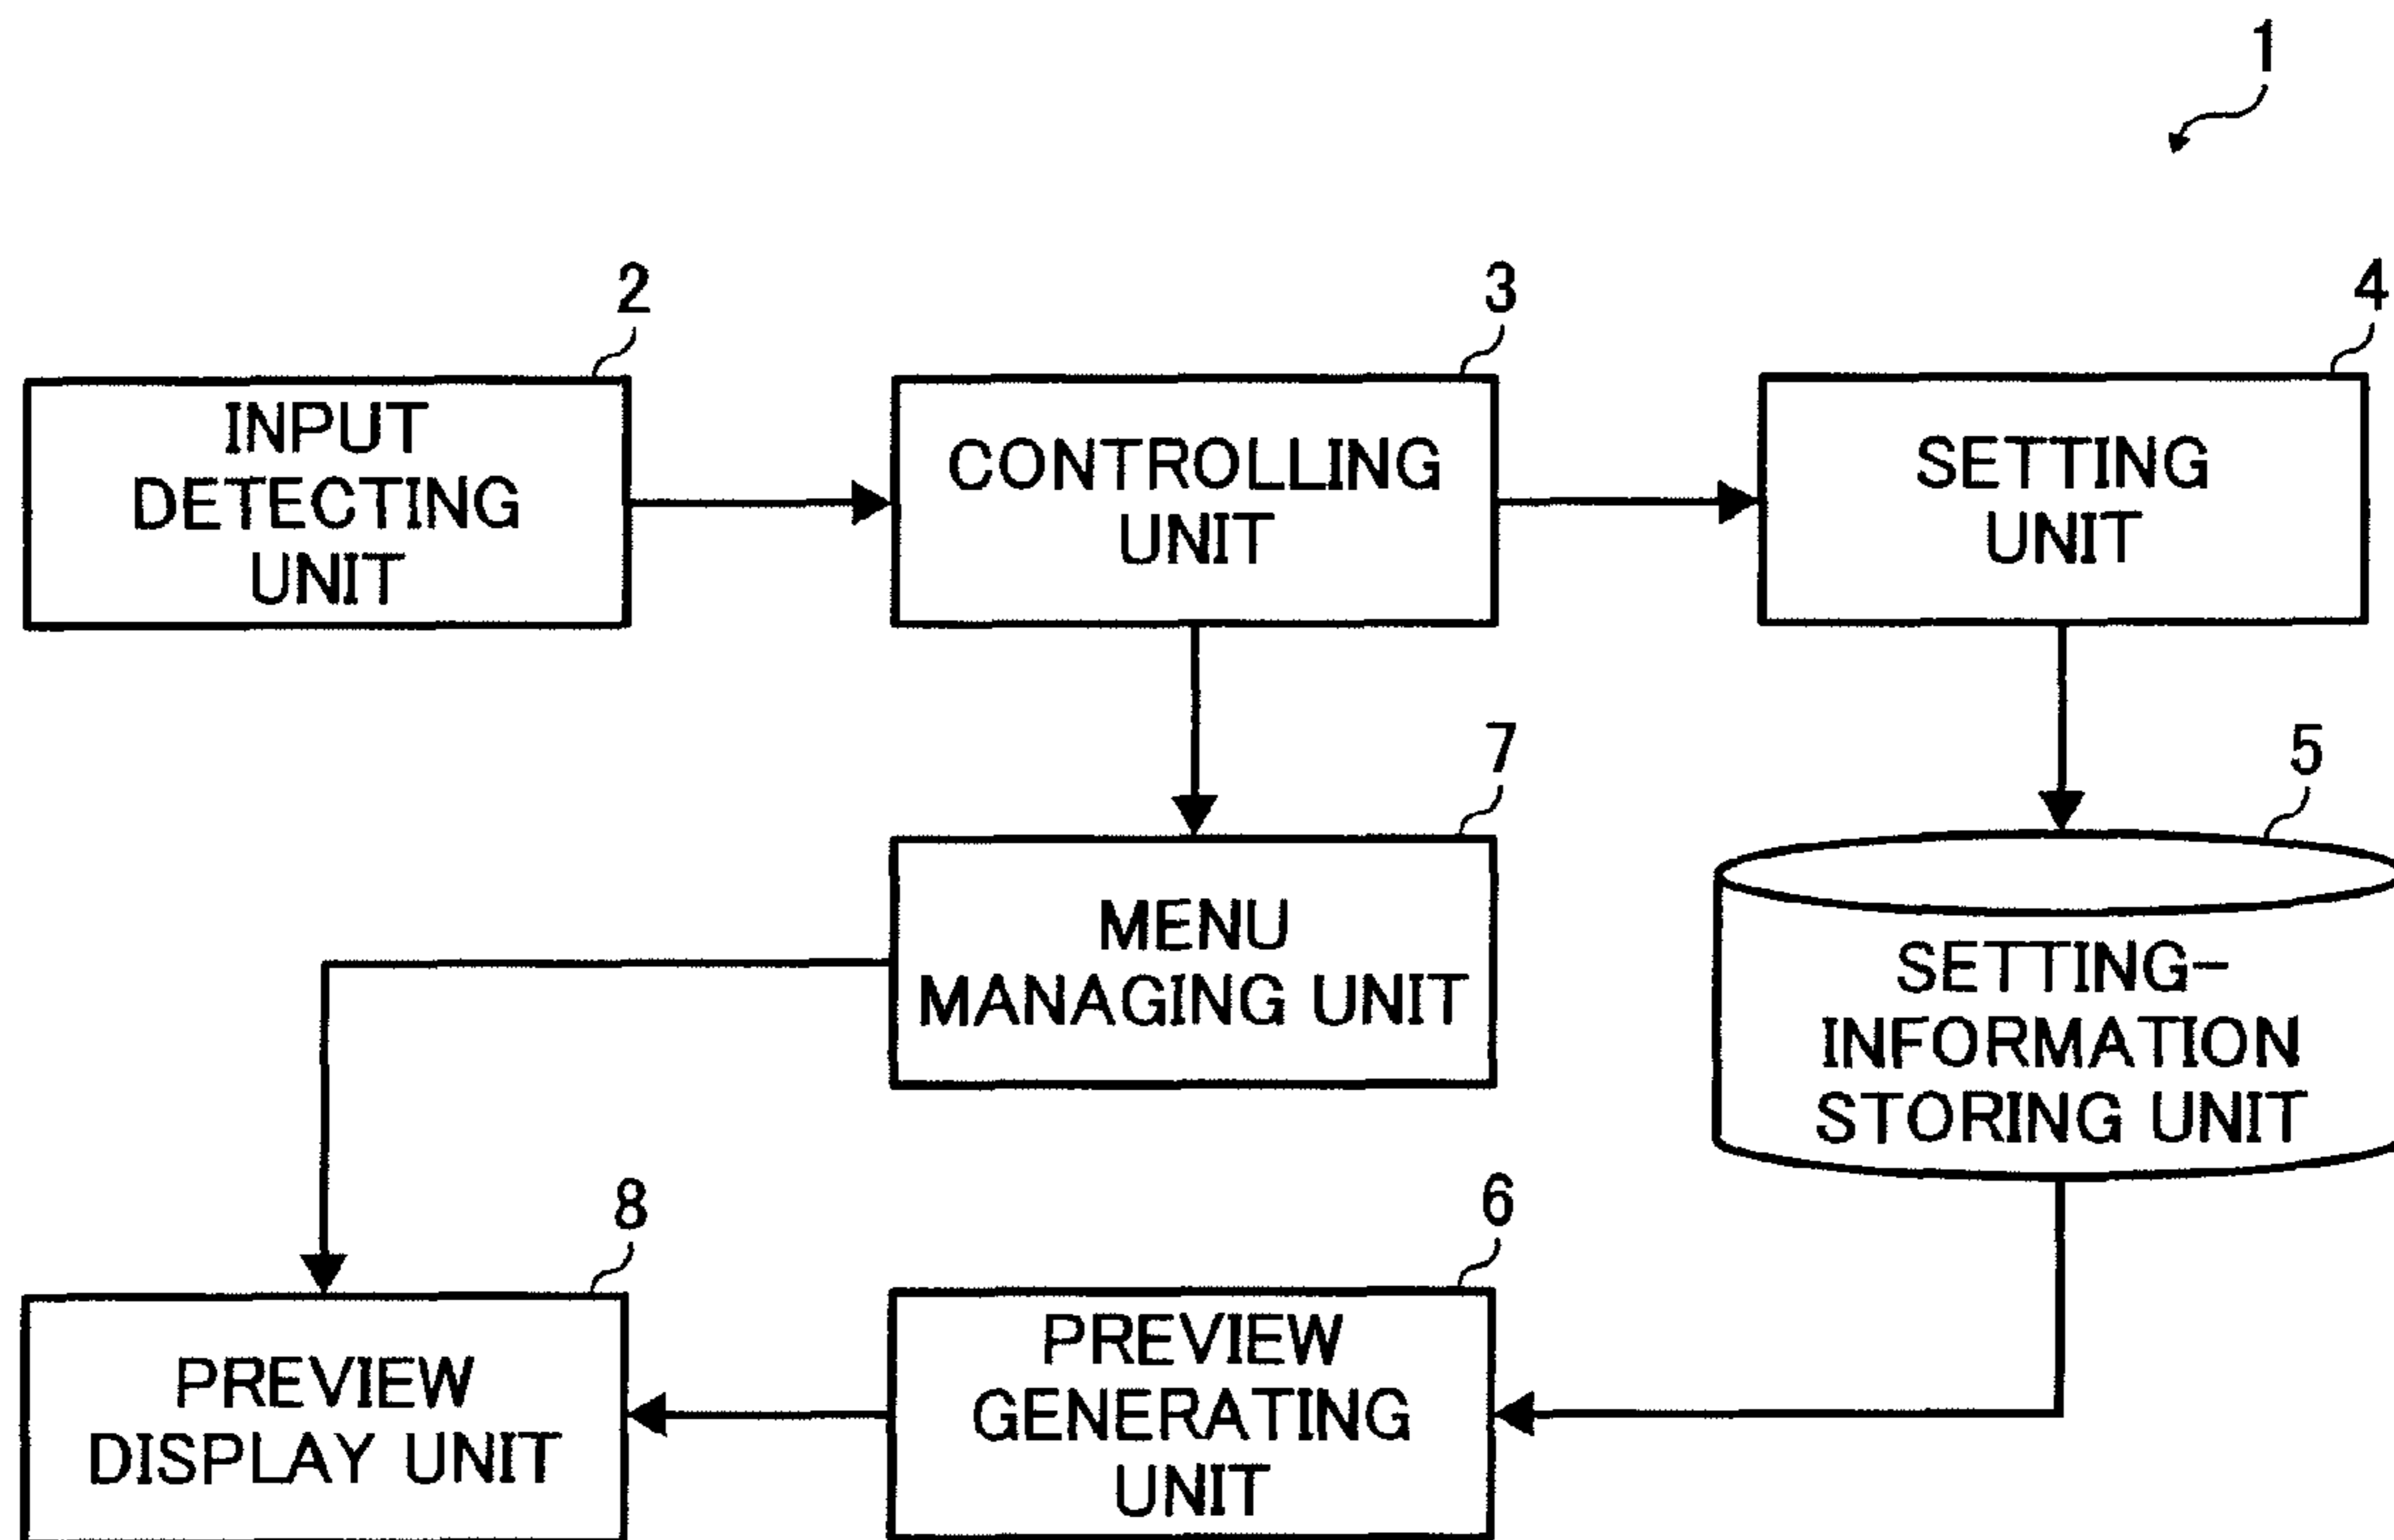 1
2
INPUT
DETECTING
UNIT
3
CONTROLLING
UNIT
4
SETTING
UNIT
7
MENU
MANAGING UNIT
5
SETTING-
INFORMATION
STORING UNIT
8
PREVIEW
DISPLAY UNIT
6
PREVIEW
GENERATING
UNIT